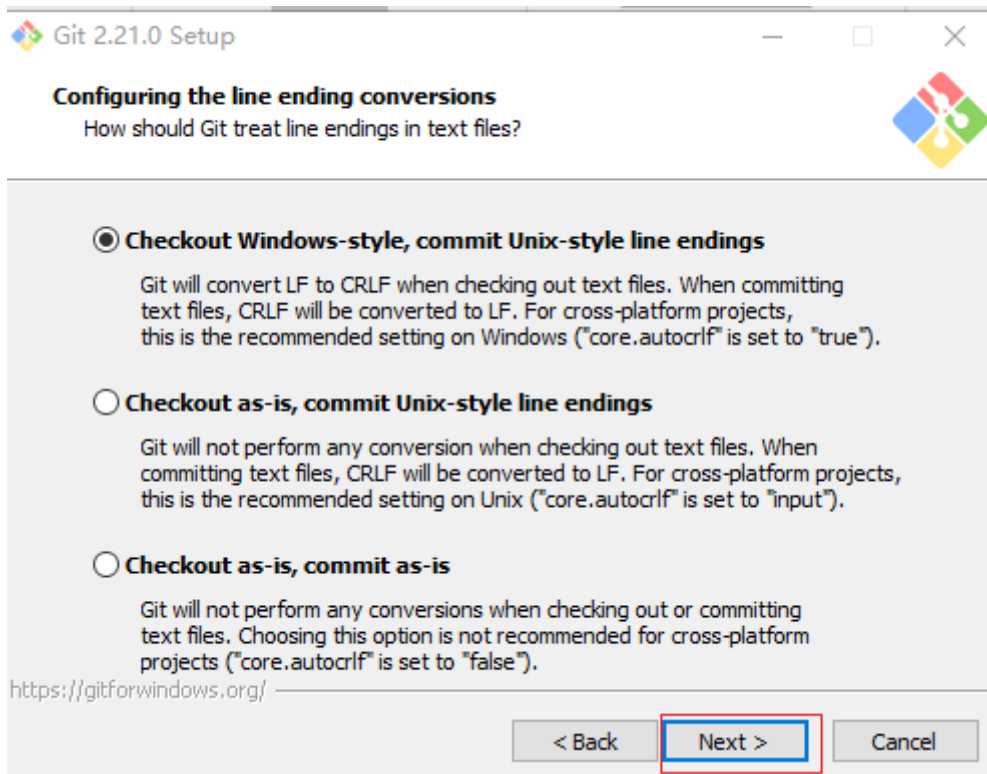 Git 2.21.0 Setup
Configuring the line ending conversions
How should Git treat line endings in text files?
Checkout Windows-style, commit Unix-style line endings
Git will convert LF to CRLF when checking out text files. When committing
text files, CRLF will be converted to LF. For cross-platform projects,
this is the recommended setting on Windows ("core.autocrlf" is set to "true").
Checkout as-is, commit Unix-style line endings
Git will not perform any conversion when checking out text files. When
committing text files, CRLF will be converted to LF. For cross-platform projects,
this is the recommended setting on Unix ("core.autocrlf" is set to "input").
Checkout as-is, commit as-is
Git will not perform any conversions when checking out or committing
text files. Choosing this option is not recommended for cross-platform
projects ("core.autocrlf" is set to "false").
https://gitforwindows.org/
< Back Next > Cancel